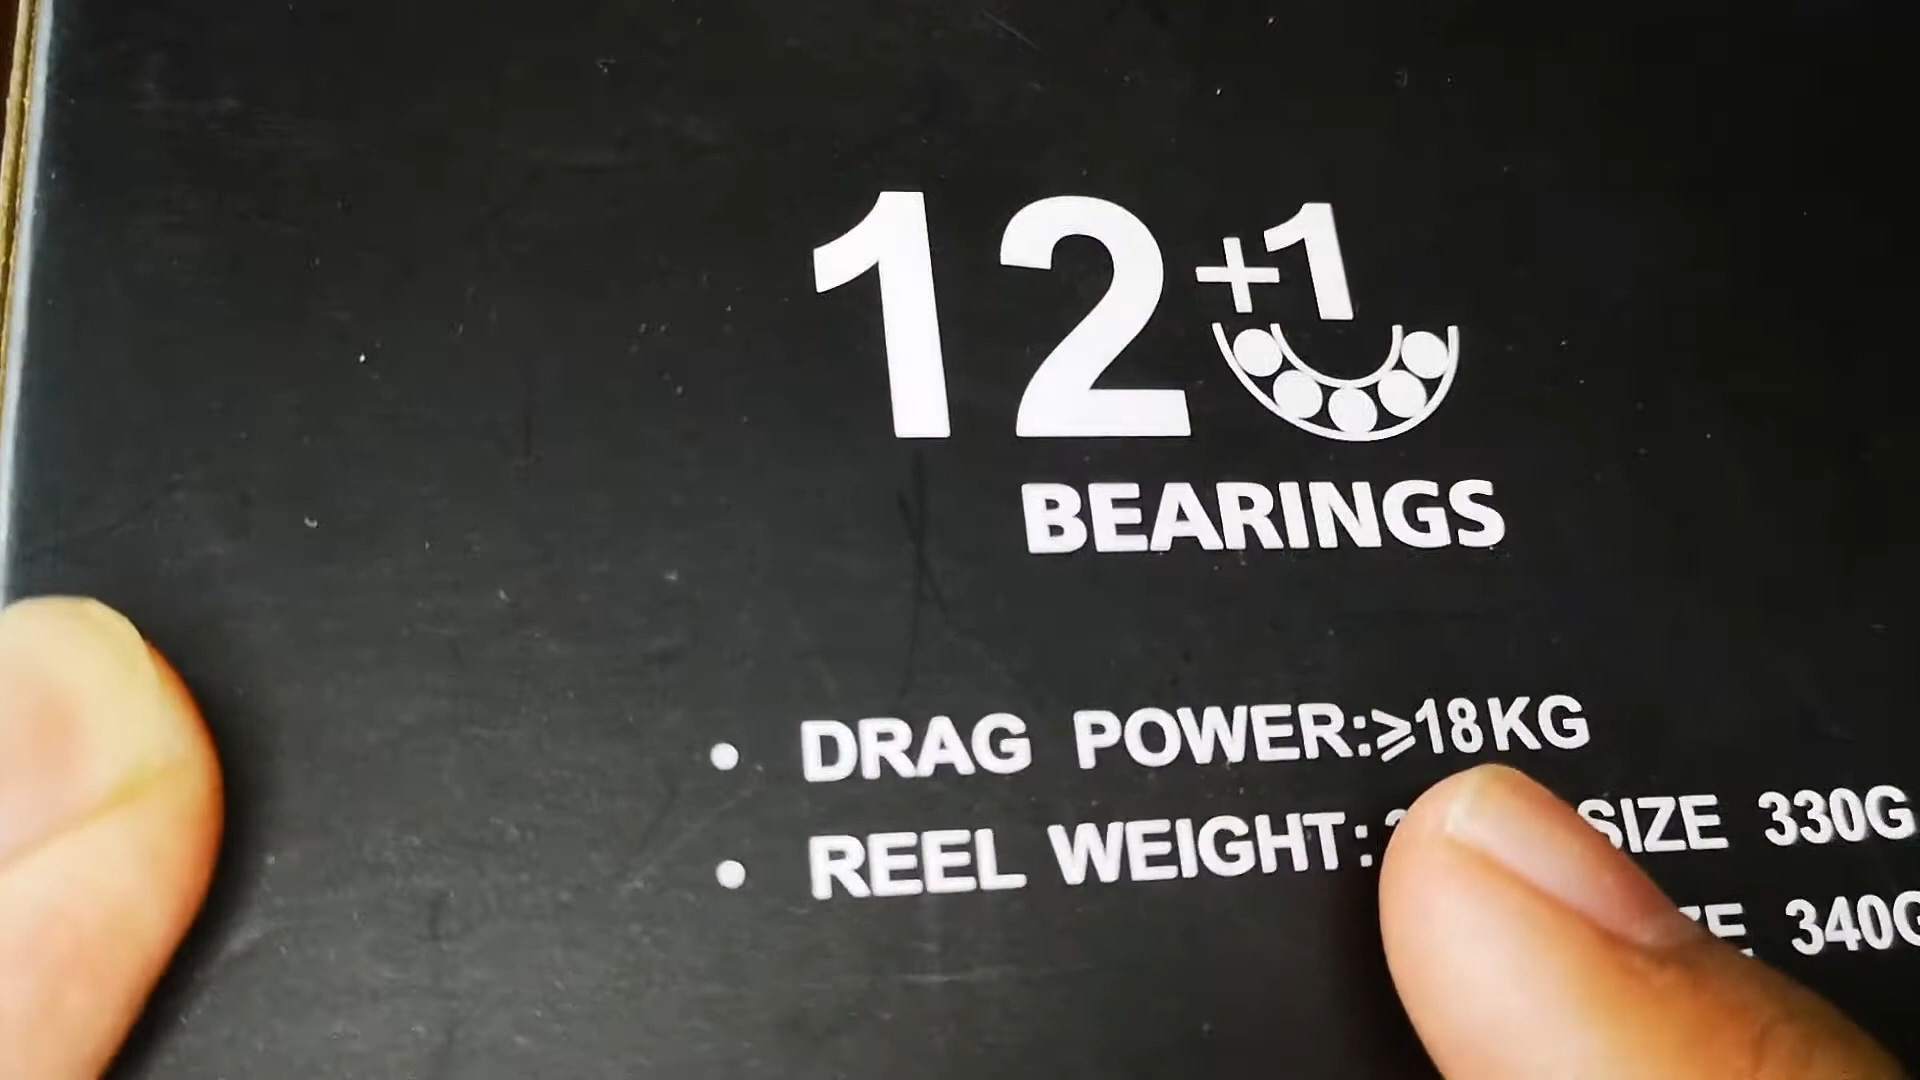 12+1
BEARINGS
• DRAG POWER:⩾18KG
• REEL WEIGHT: SIZE 330G
340G